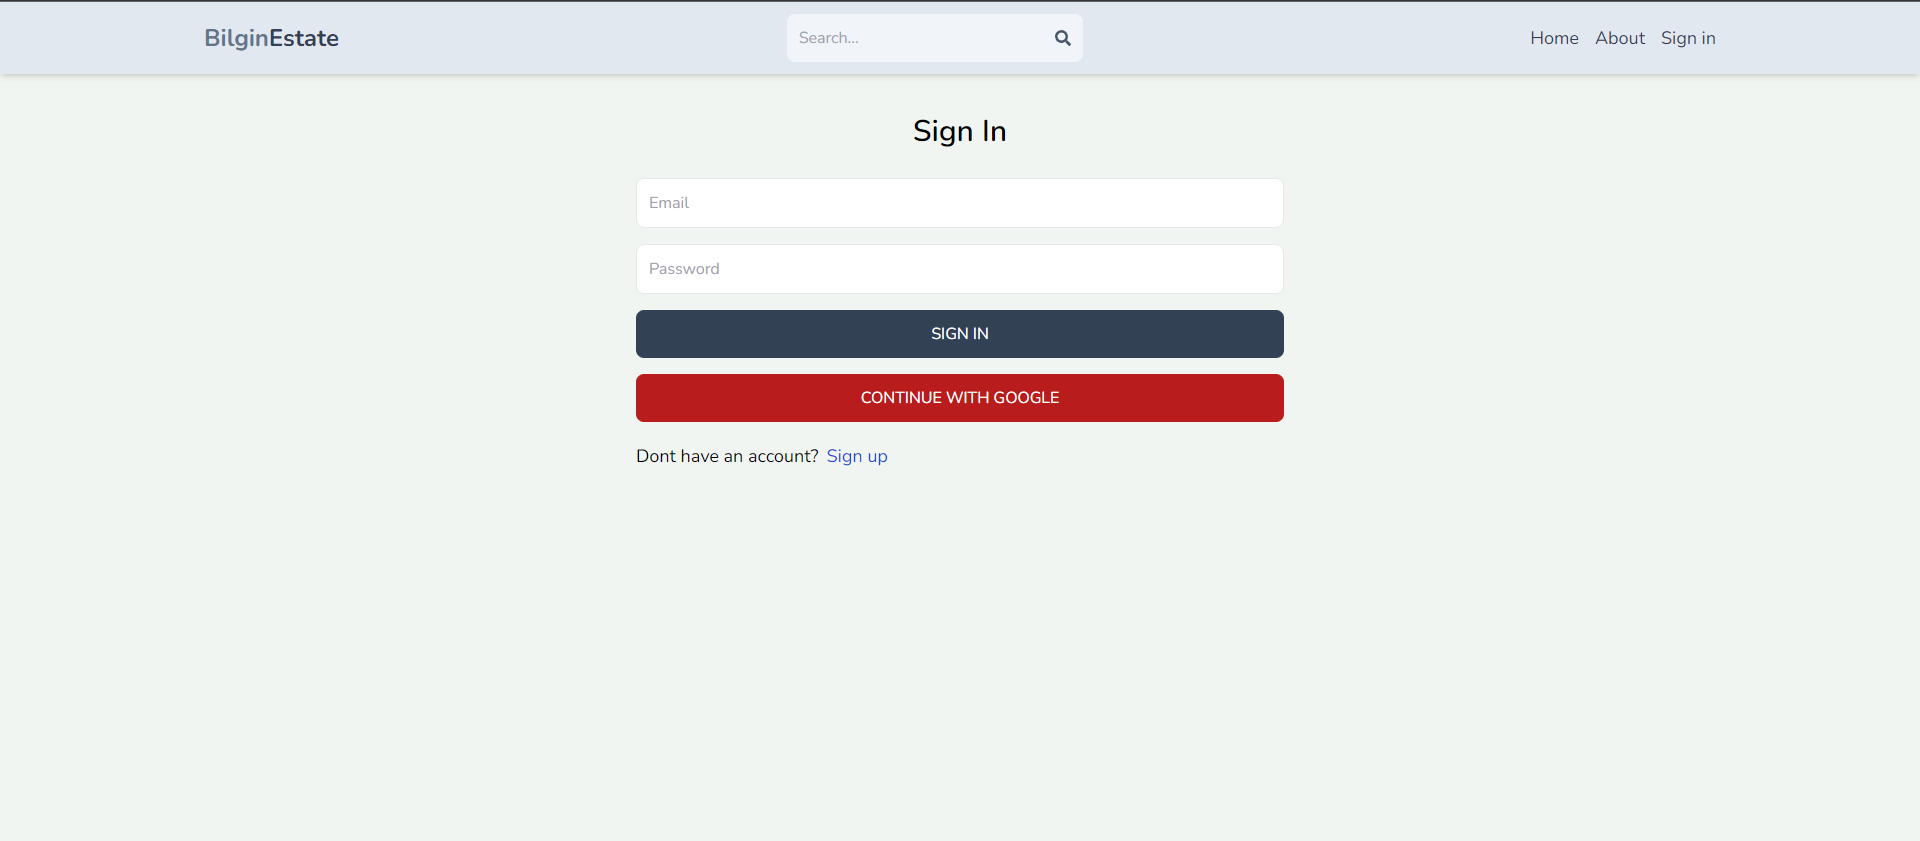 BilginEstate
Search...
Home About Sign in
Sign In
Email
Password
SIGN IN
CONTINUE WITH GOOGLE
Dont have an account? Sign up